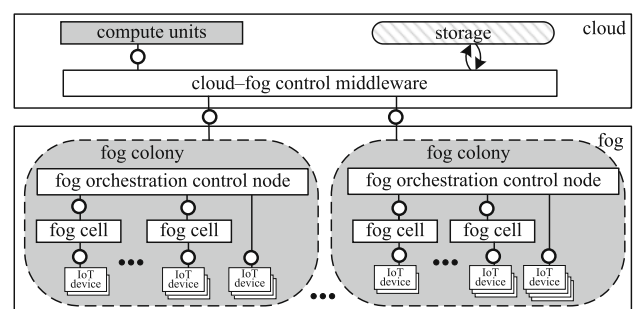 compute units
storage
cloud
cloud–fog control middleware
fog
fog colony
fog colony
fog orchestration control node
fog orchestration control node
fog cell
fog cell
fog cell
fog cell
IoT
device
IoT
device
IoT
device
IoT
device
IoT
device
IoT
device